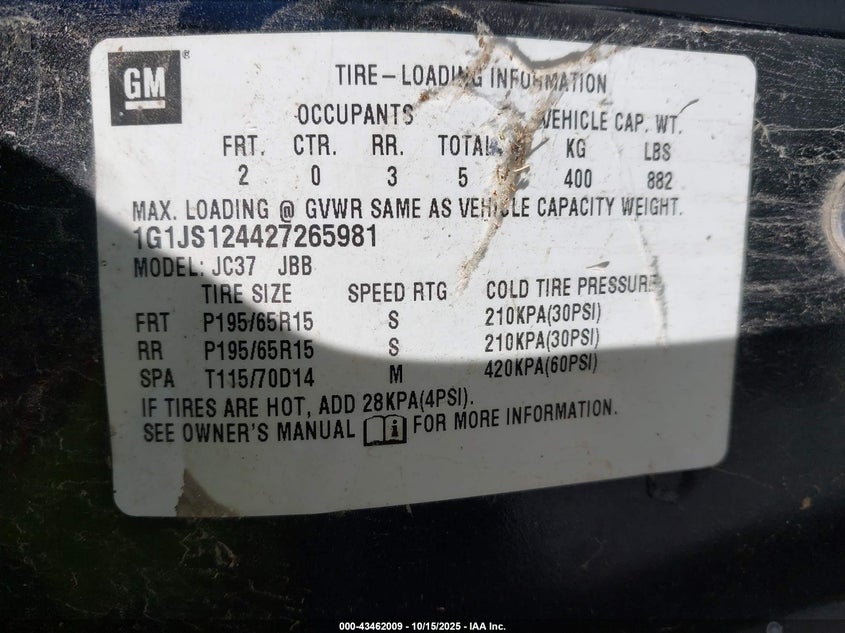 GM®
TIRE-LOADING INFORMATION
OCCUPANTS VEHICLE CAP. WT.
FRT. CTR. RR. TOTAL KG LBS
2 0 3 5 400 882
MAX. LOADING @ GVWR SAME AS VEHICLE CAPACITY WEIGHT.
1G1JS124427265981
MODEL: JC37 JBB
TIRE SIZE SPEED RTG COLD TIRE PRESSURE
FRT P195/65R15 S 210KPA(30PSI)
RR P195/65R15 S 210KPA(30PSI)
SPA T115/70D14 M 420KPA(60PSI)
IF TIRES ARE HOT, ADD 28KPA(4PSI).
SEE OWNER'S MANUAL i FOR MORE INFORMATION.
000-43462009 - 10/15/2025 - IAA Inc.